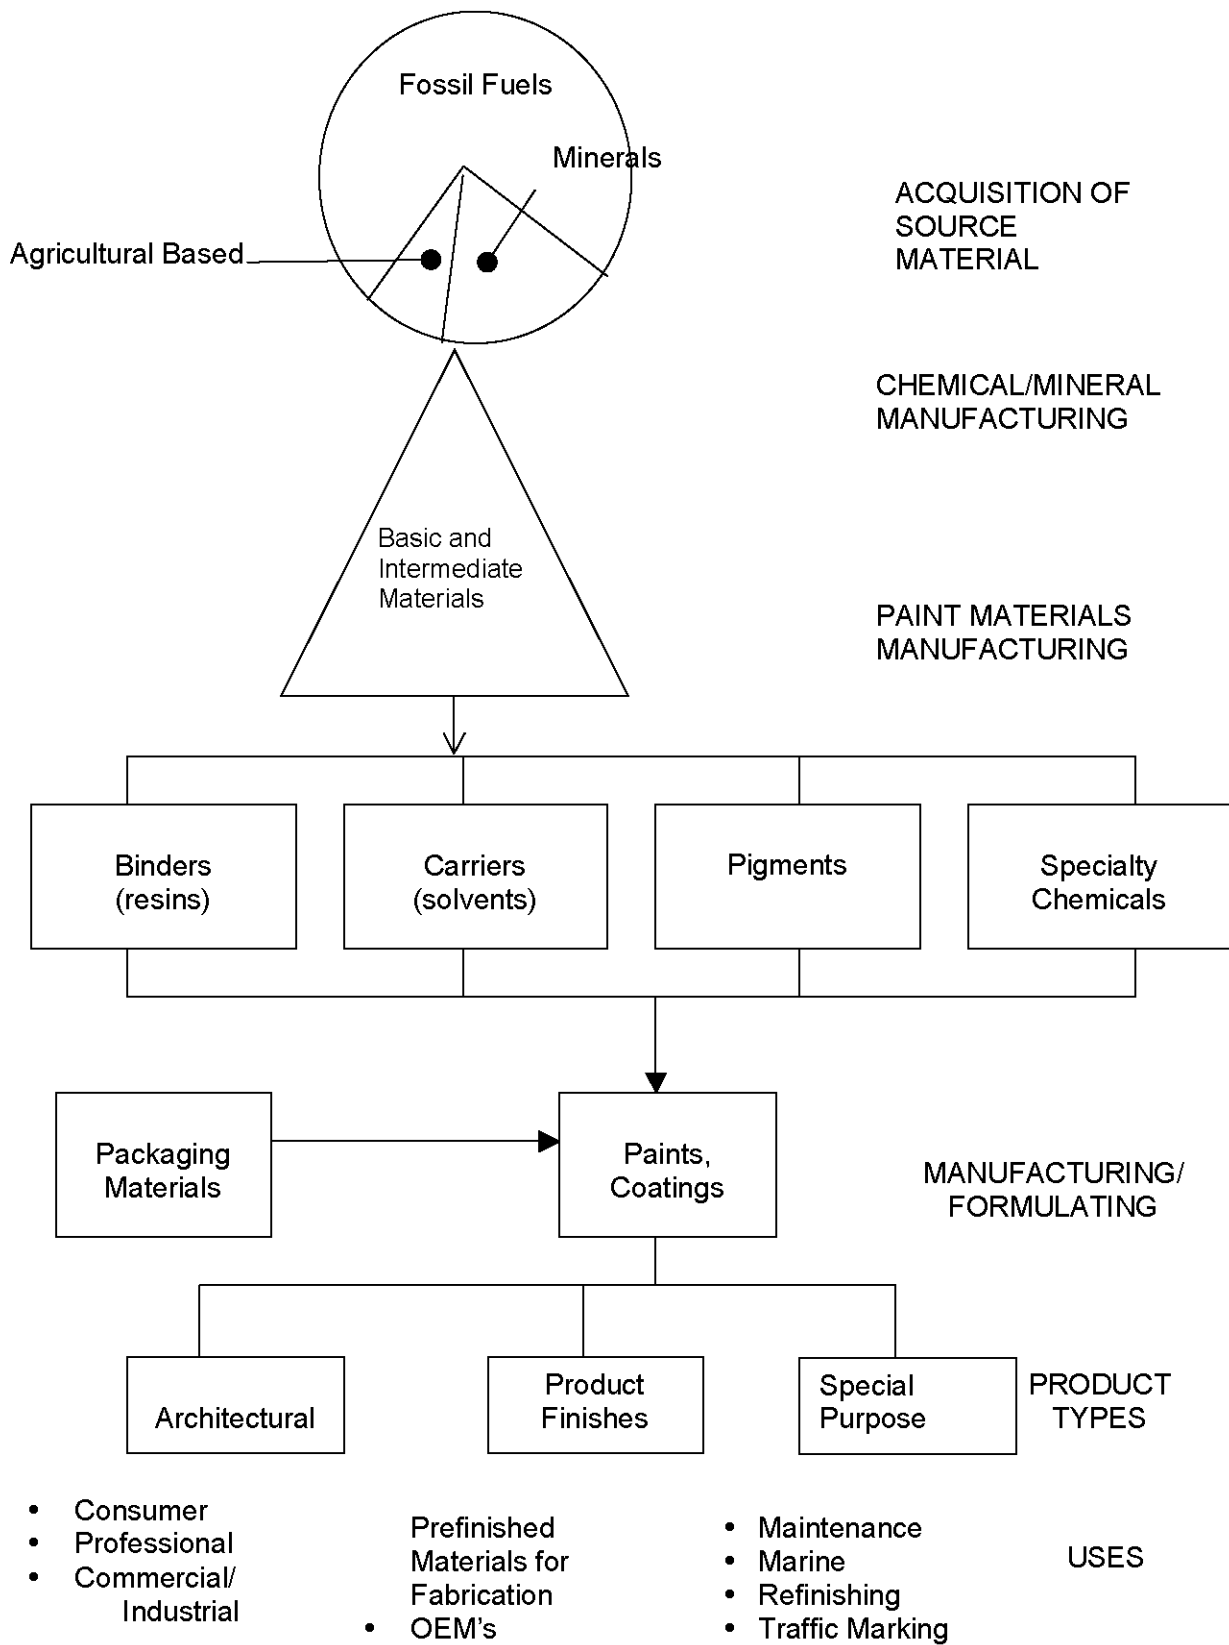 Fossil Fuels
Minerals
Agricultural Based
ACQUISITION OF
SOURCE
MATERIAL
CHEMICAL/MINERAL
MANUFACTURING
Basic and
Intermediate
Materials
PAINT MATERIALS
MANUFACTURING
Binders
(resins)
Carriers
(solvents)
Pigments
Specialty
Chemicals
Packaging
Materials
Paints,
Coatings
MANUFACTURING/
FORMULATING
Architectural
Product
Finishes
Special
Purpose
PRODUCT
TYPES
• Consumer
• Professional
• Commercial/
Industrial
Prefinished
Materials for
Fabrication
• OEM's
• Maintenance
• Marine
• Refinishing
• Traffic Marking
USES